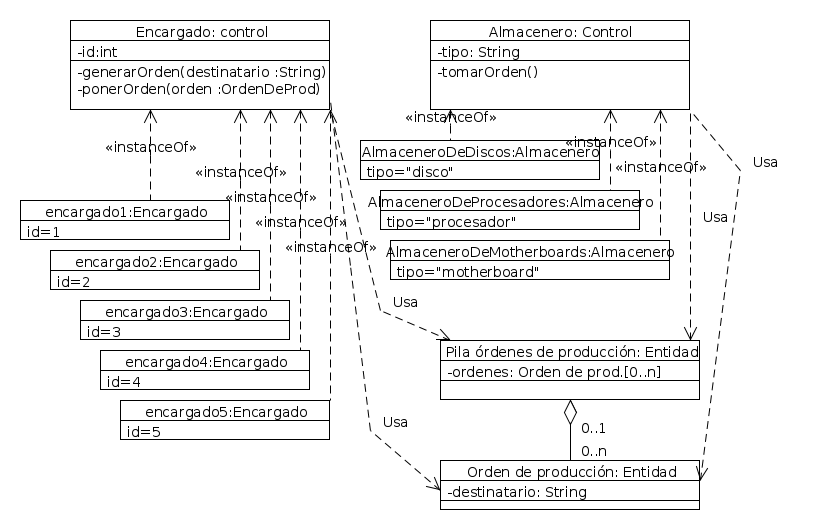 Encargado: control
-id:int
-generarOrden(destinatario :String)
-ponerOrden(orden :OrdenDeProd)
Almacenero: Control
-tipo: String
-tomarOrden()
«instanceOf»
«instanceOf»
«instanceOf»
«instanceOf»
«instanceOf»
«instanceOf»
«instanceOf»
«instanceOf»
AlmaceneroDeDiscos:Almacenero
tipo="disco"
AlmaceneroDeProcesadores:Almacenero
tipo="procesador"
AlmaceneroDeMotherboards:Almacenero
tipo="motherboard"
Usa
Usa
encargado1:Encargado
id=1
encargado2:Encargado
id=2
encargado3:Encargado
id=3
encargado4:Encargado
id=4
encargado5:Encargado
id=5
Usa
Usa
Pila órdenes de producción: Entidad
-ordenes: Orden de prod.[0..n]
0..1
0..n
Orden de producción: Entidad
-destinatario: String